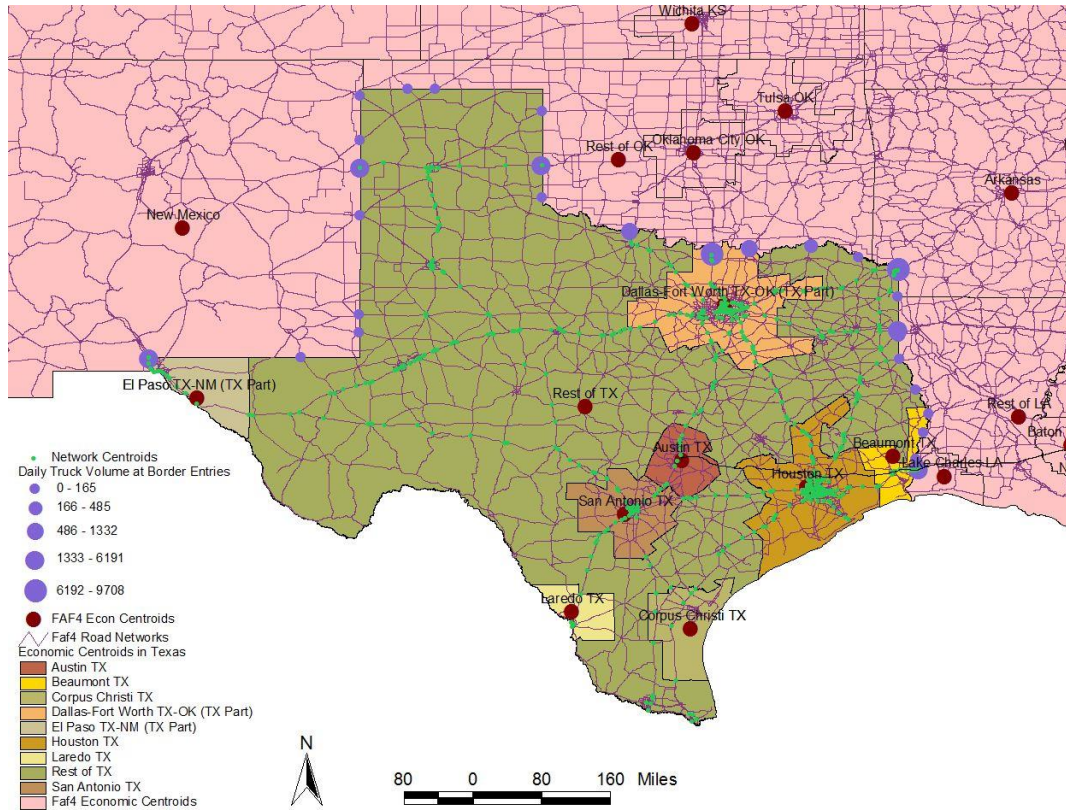 Wichita KS
Tulsa OK
Oklahoma City OK
Rest of OK
Arkansas
New Mexico
Dallas-Fort Worth TX-OK (TX Part)
El Paso TX-NM (TX Part)
Rest of TX
Rest of LA
Baton
Austin TX
Beaumont TX
Lake Charles LA
Houston TX
San Antonio TX
Laredo TX
Corpus Christi TX
Network Centroids
Daily Truck Volume at Border Entries
0 - 165
166 - 485
486 - 1332
1333 - 6191
6192 - 9708
FAF4 Econ Centroids
Faf4 Road Networks
Economic Centroids in Texas
Austin TX
Beaumont TX
Corpus Christi TX
Dallas-Fort Worth TX-OK (TX Part)
El Paso TX-NM (TX Part)
Houston TX
Laredo TX
Rest of TX
San Antonio TX
Faf4 Economic Centroids
N
80 0 80 160 Miles